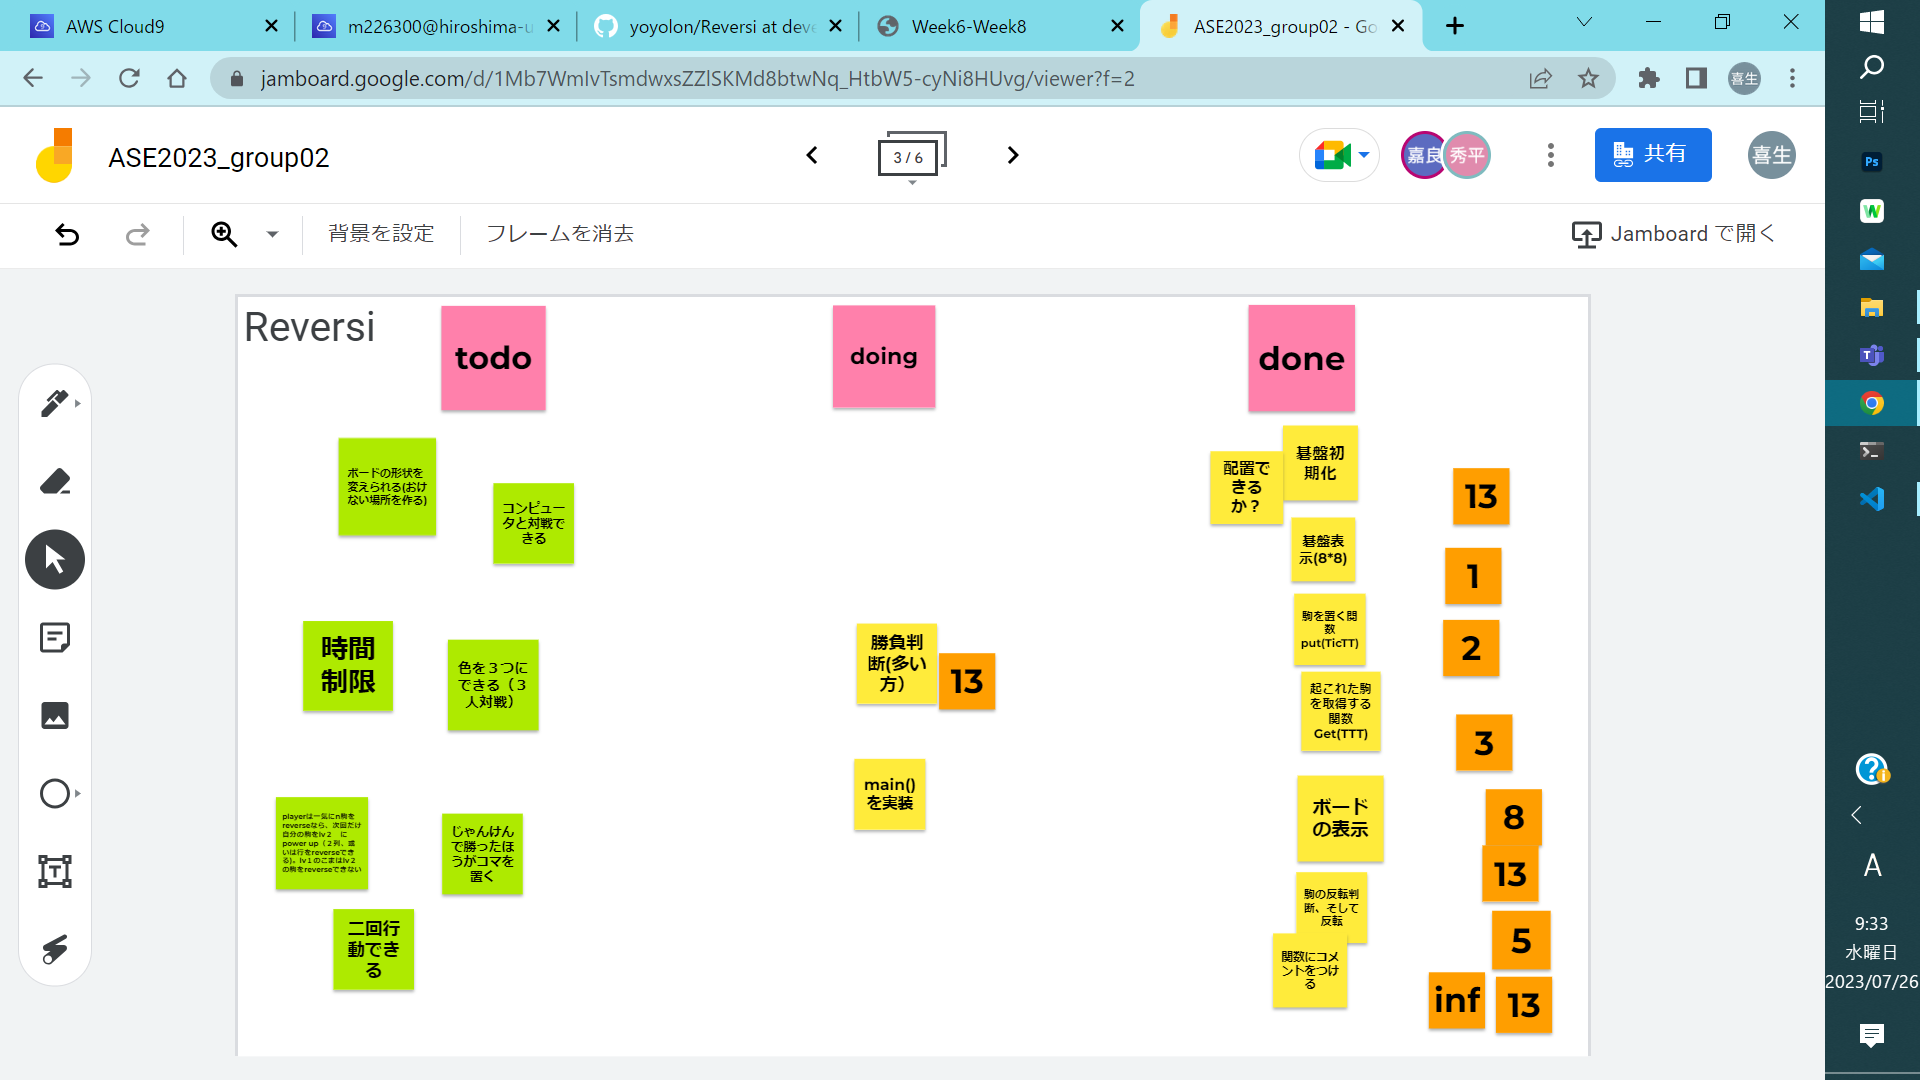 AWS Cloud9
m226300@hiroshima-u
yoyolon/Reversi at deve
Week6-Week8
ASE2023_group02 - Go
jamboard.google.com/d/1Mb7WmIvTsmdwxsZZlSKMd8btwNq_HtbW5-cyNi8HUvg/viewer?f=2
喜生
ASE2023_group02
3 / 6
嘉良
秀平
共有
喜生
背景を設定
フレームを消去
Jamboard で開く
Reversi
todo
doing
done
ボードの形状を
変えられる(おけ
ない場所を作る)
コンピュー
タと対戦で
きる
時間
制限
色を３つに
できる（３
人対戦）
playerは一気にn駒を
reverseなら、次回だけ
自分の駒をlv２　に
power up（２列、或
いは行をreverseでき
る)。lv１のこまはlv２
の駒をreverseできない
じゃんけん
で勝ったほ
うがコマを
置く
二回行
動でき
る
勝負判
断(多い
方）
13
main()
を実装
配置で
きる
か？
碁盤初
期化
碁盤表
示(8*8)
駒を置く関
数
put(TicTT)
起これた駒
を取得する
関数
Get(TTT)
ボード
の表示
駒の反転判
断、そして
反転
関数にコメ
ントをつけ
る
13
1
2
3
8
13
5
inf
13
Ps
W
T
A
9:33
水曜日
2023/07/26